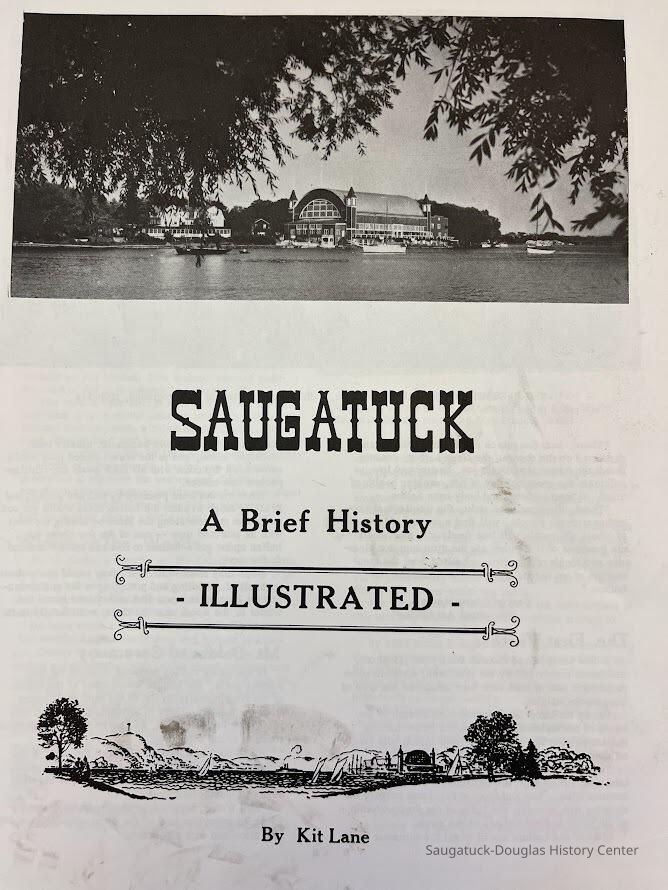 SAUGATUCK
A Brief History
- ILLUSTRATED -
By Kit Lane
Saugatuck-Douglas History Center